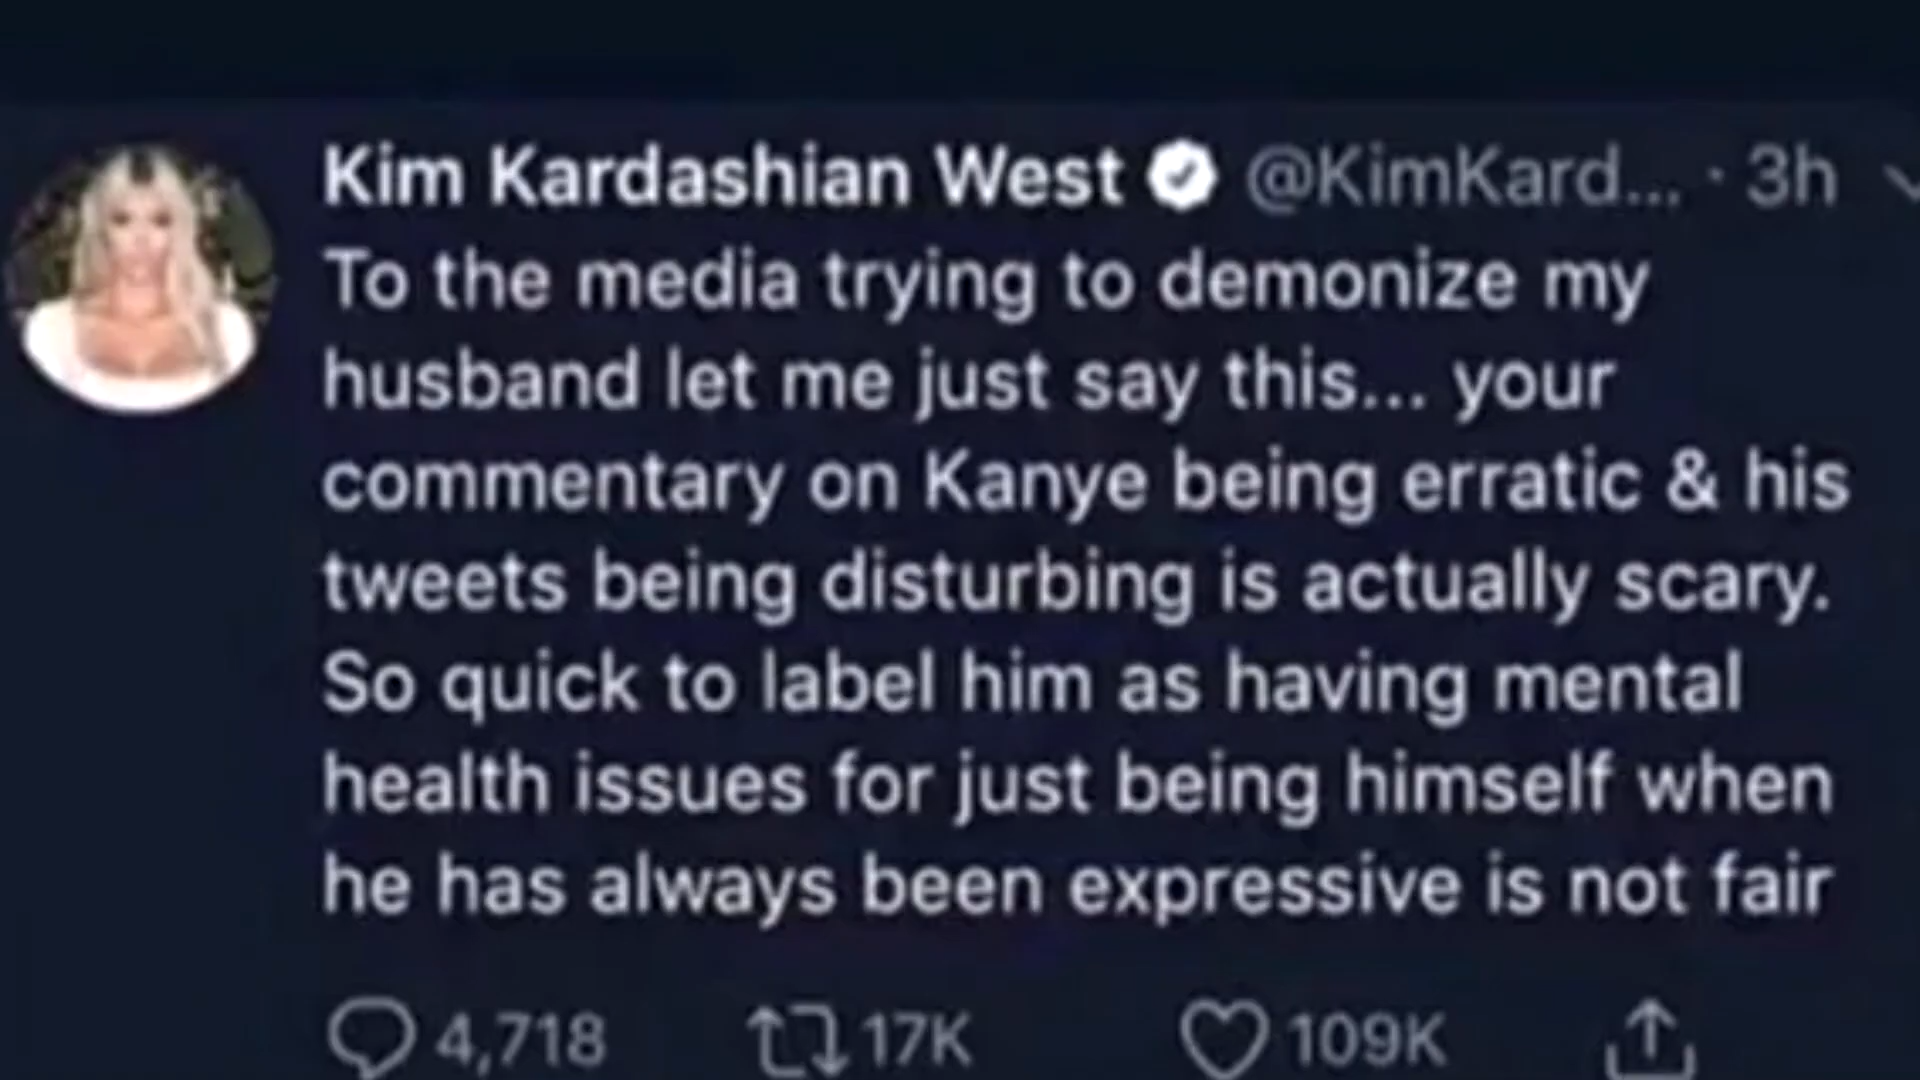 Kim Kardashian West @KimKard... · 3h
To the media trying to demonize my
husband let me just say this... your
commentary on Kanye being erratic & his
tweets being disturbing is actually scary.
So quick to label him as having mental
health issues for just being himself when
he has always been expressive is not fair
4,718 17K 109K